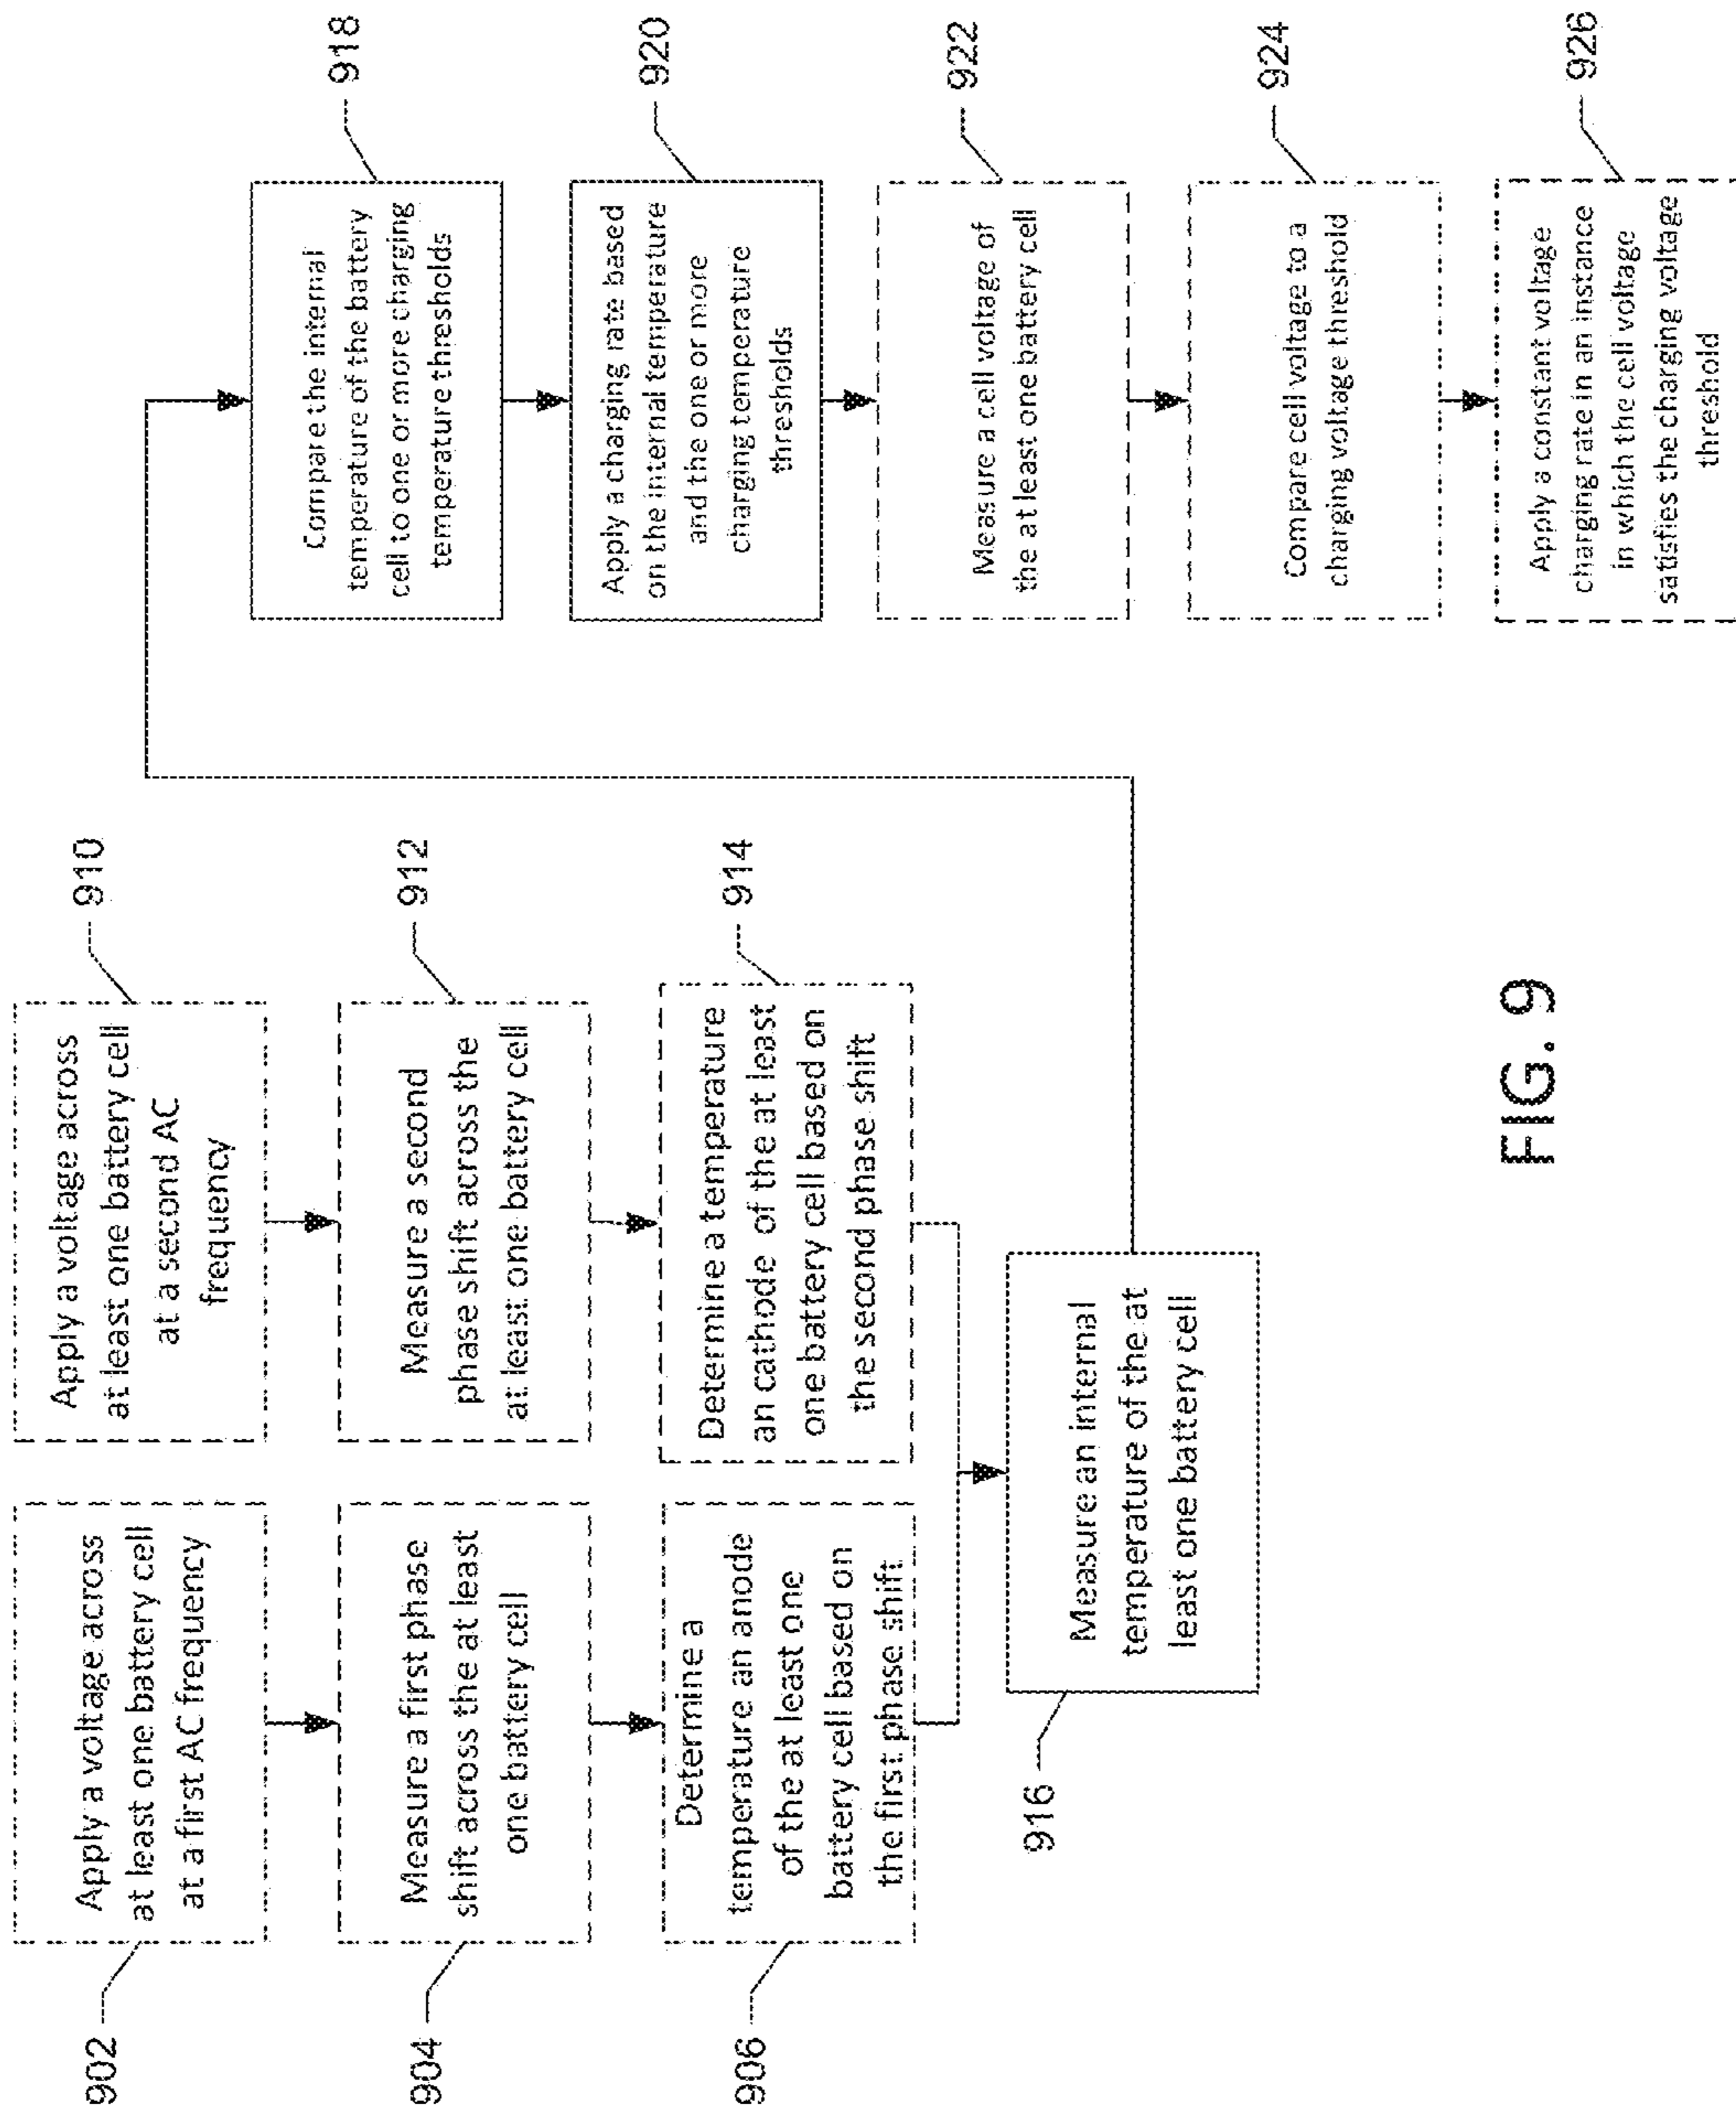 902
Apply a voltage across
at least one battery cell
at a first AC frequency
904
Measure a first phase
shift across the at least
one battery cell
906
Determine a
temperature an anode
of the at least one
battery cell based on
the first phase shift
910
Apply a voltage across
at least one battery cell
at a second AC
frequency
912
Measure a second
phase shift across the
at least one battery cell
914
Determine a temperature
an cathode of the at least
one battery cell based on
the second phase shift
916
Measure an internal
temperature of the at
least one battery cell
918
Compare the internal
temperature of the battery
cell to one or more charging
temperature thresholds
920
Apply a charging rate based
on the internal temperature
and the one or more
charging temperature
thresholds
922
Measure a cell voltage of
the at least one battery cell
924
Compare cell voltage to a
charging voltage threshold
926
Apply a constant voltage
charging rate in an instance
in which the cell voltage
satisfies the charging voltage
threshold
FIG. 9